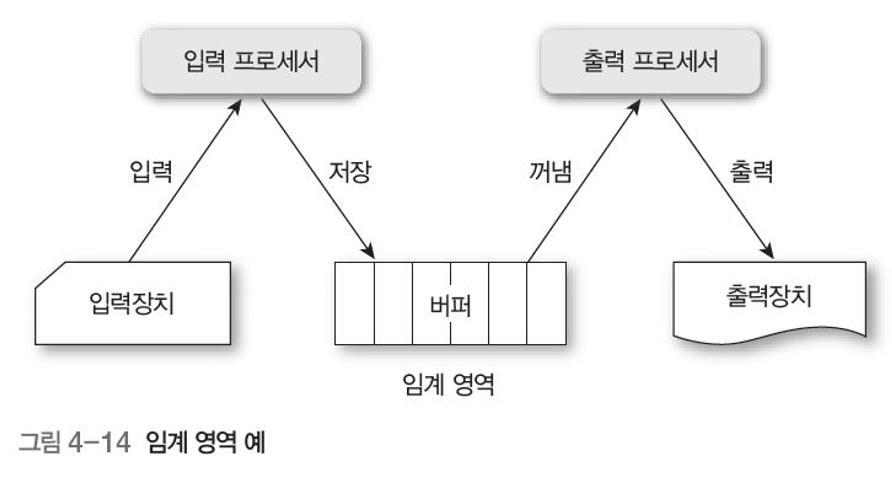 입력 프로세서
출력 프로세서
입력
저장
꺼냄
출력
입력장치
버퍼
출력장치
임계 영역
그림 4-14 임계 영역 예